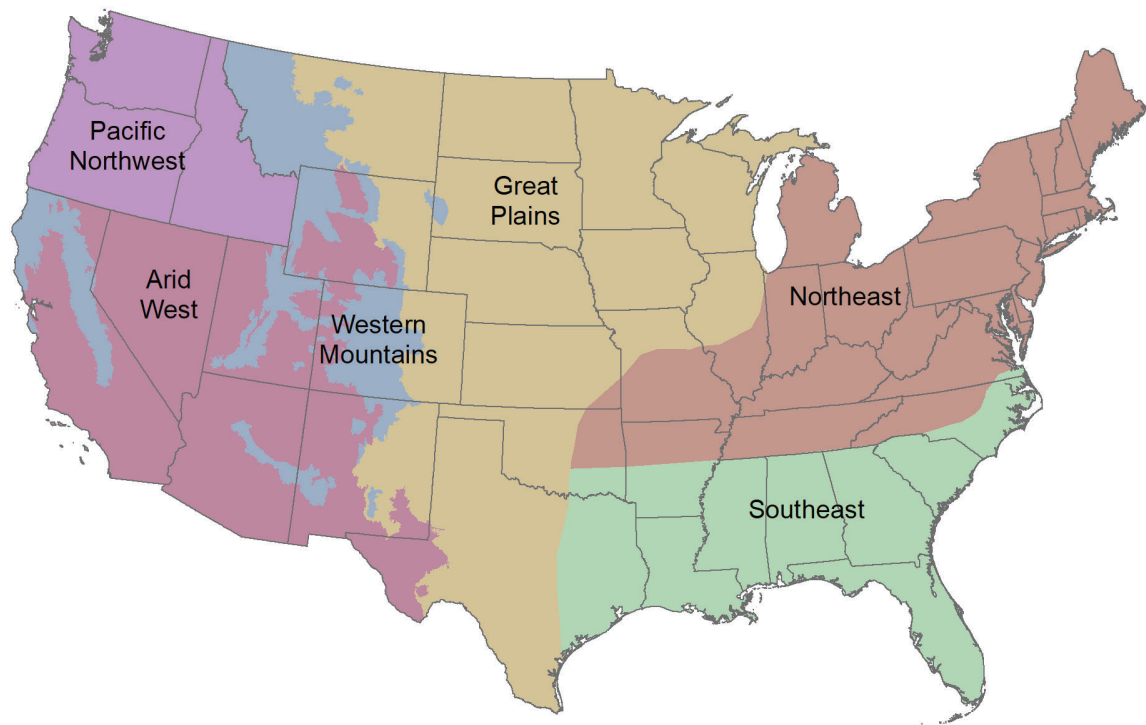 Pacific
Northwest
Great
Plains
Arid
West
Northeast
Western
Mountains
Southeast